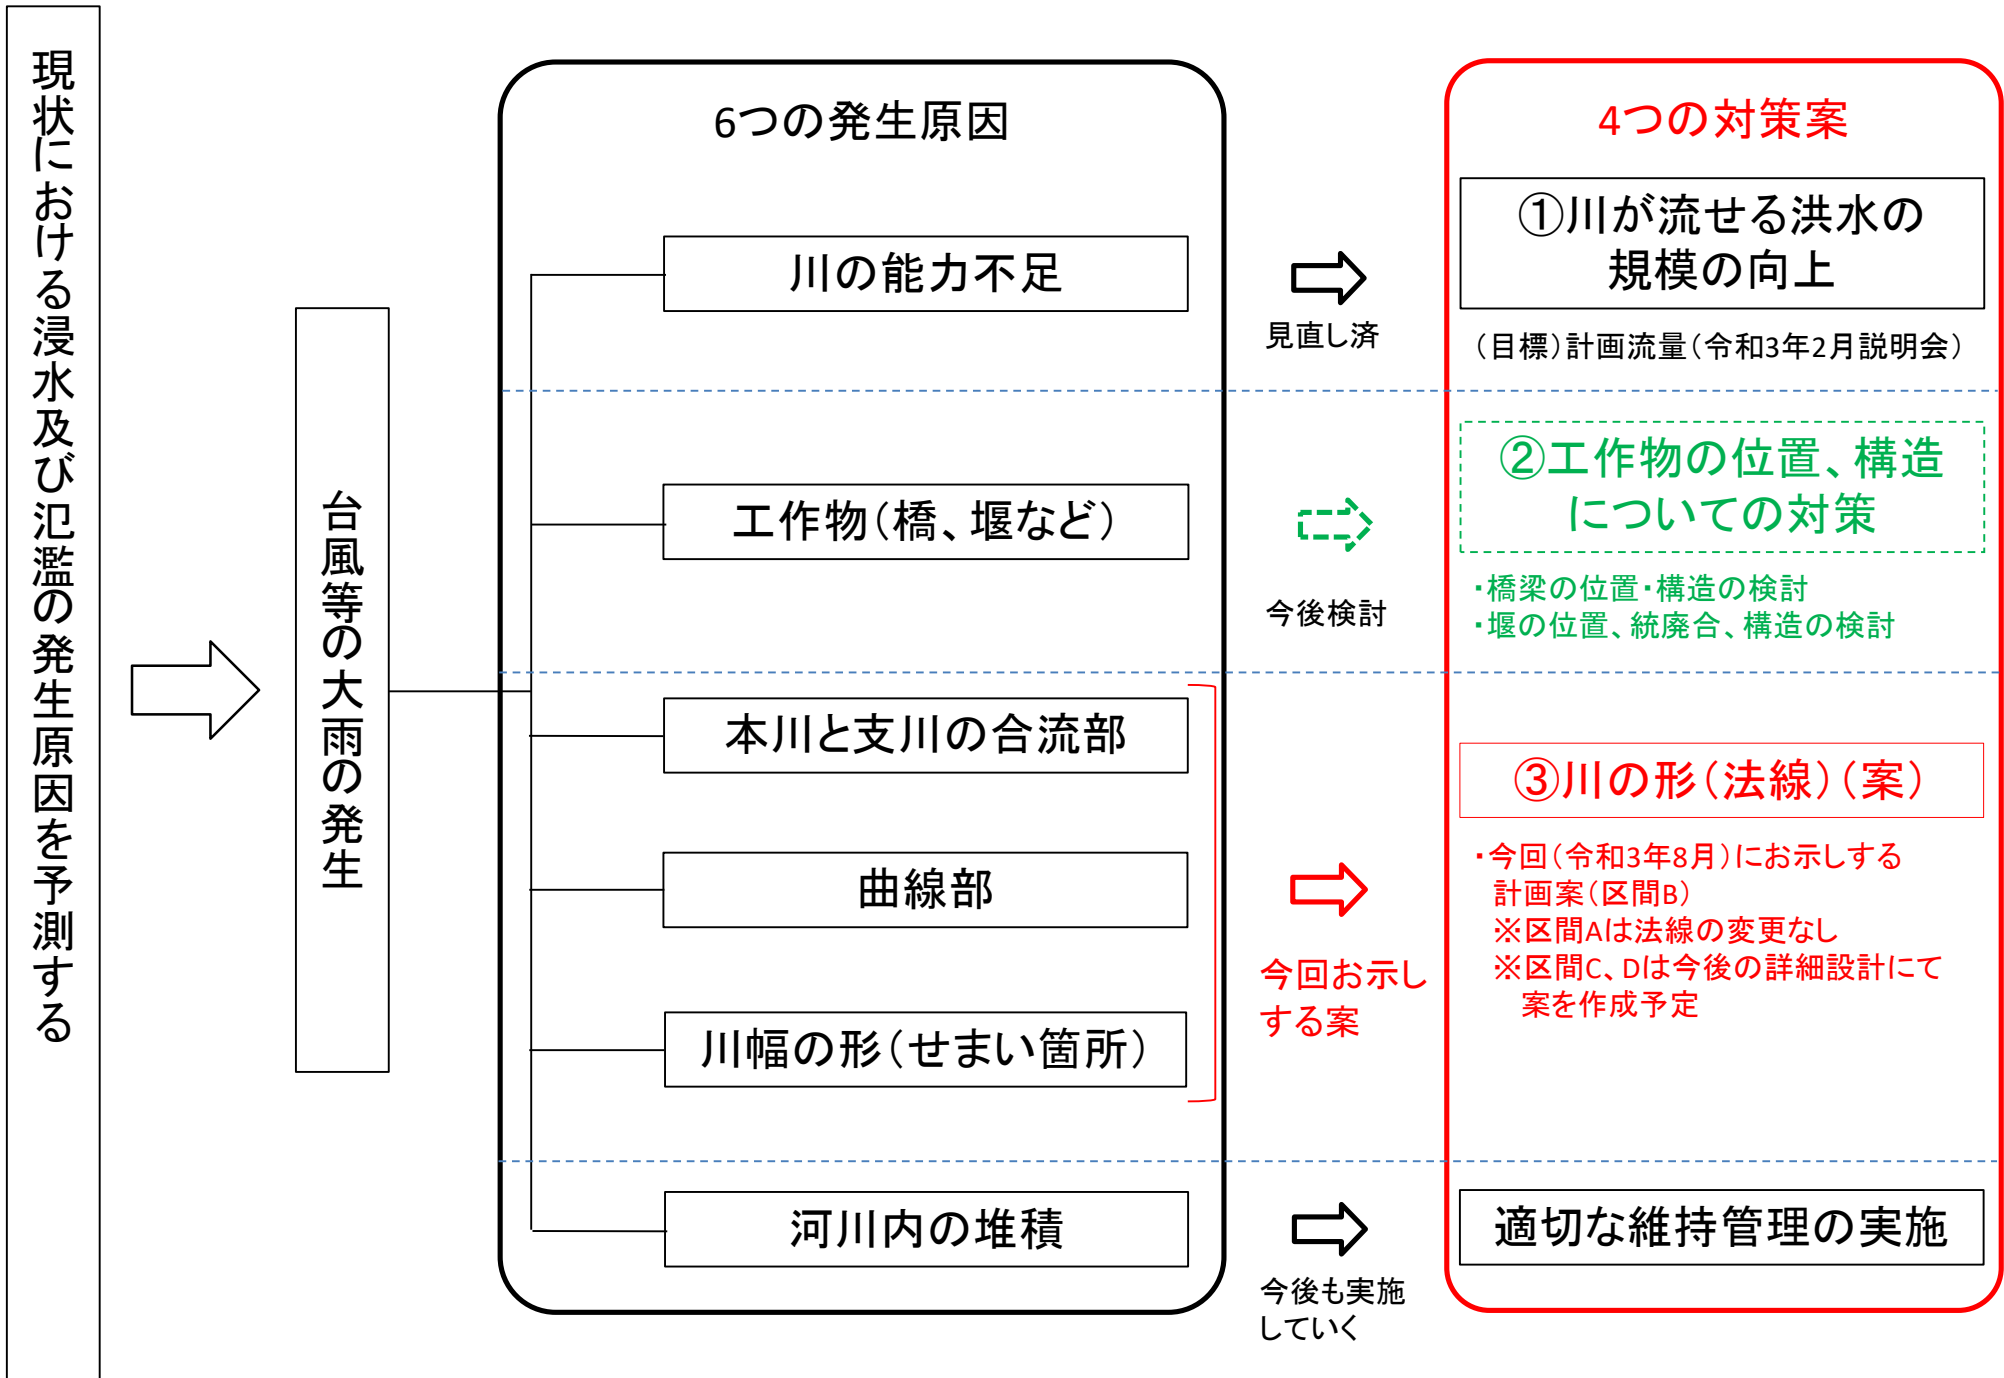 現状における浸水及び氾濫の発生原因を予測する
台風等の大雨の発生
6つの発生原因
川の能力不足
工作物（橋、堰など）
本川と支川の合流部
曲線部
川幅の形（せまい箇所）
河川内の堆積
見直し済
今後検討
今回お示し
する案
今後も実施
していく
4つの対策案
①川が流せる洪水の
規模の向上
（目標）計画流量（令和3年2月説明会）
②工作物の位置、構造
についての対策
・橋梁の位置・構造の検討
・堰の位置、統廃合、構造の検討
③川の形（法線）（案）
・今回（令和3年8月）にお示しする
計画案（区間B）
※区間Aは法線の変更なし
※区間C、Dは今後の詳細設計にて
案を作成予定
適切な維持管理の実施